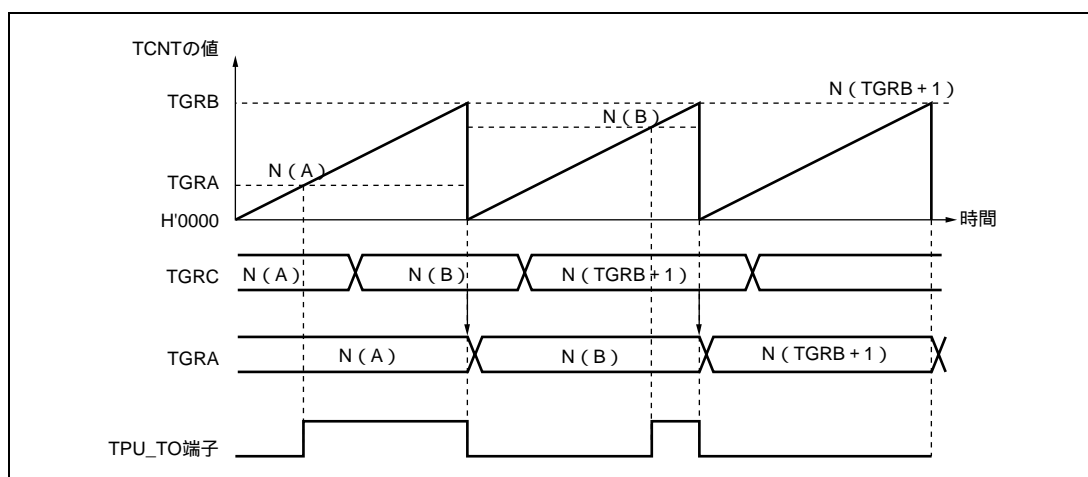 TCNTの値
TGRB
N（TGRB+1）
N（B）
N（A）
TGRA
H'0000
時間
TGRC
N（A）
N（B）
N（TGRB+1）
TGRA
N（A）
N（B）
N（TGRB+1）
TPU_TO端子